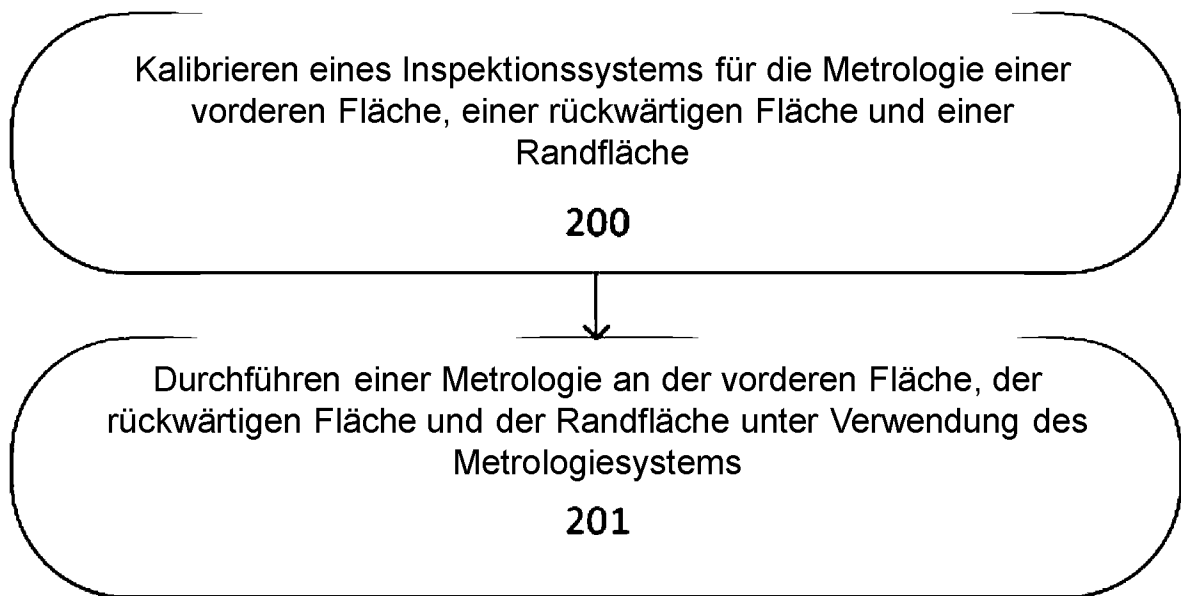 Kalibrieren eines Inspektionssystems für die Metrologie einer
vorderen Fläche, einer rückwärtigen Fläche und einer
Randfläche
200
Durchführen einer Metrologie an der vorderen Fläche, der
rückwärtigen Fläche und der Randfläche unter Verwendung des
Metrologiesystems
201